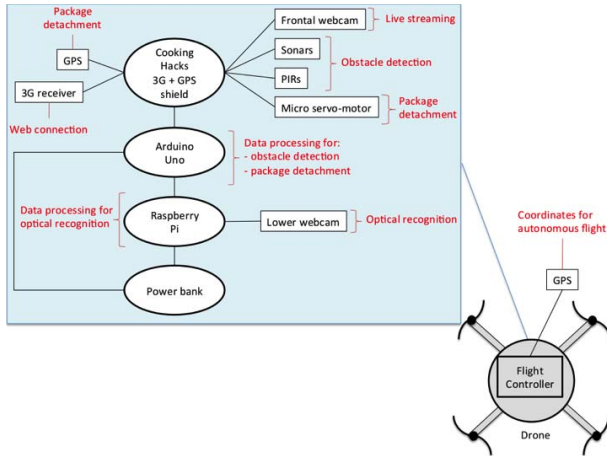 Package
detachment
GPS
3G receiver
Web connection
Cooking
Hacks
3G + GPS
shield
Frontal webcam
Live streaming
Sonars
PIRs
Obstacle detection
Micro servo-motor
Package
detachment
Arduino
Uno
Data processing for:
- obstacle detection
- package detachment
Data processing for
optical recognition
Raspberry
Pi
Lower webcam
Optical recognition
Power bank
Coordinates for
autonomous flight
GPS
Flight
Controller
Drone